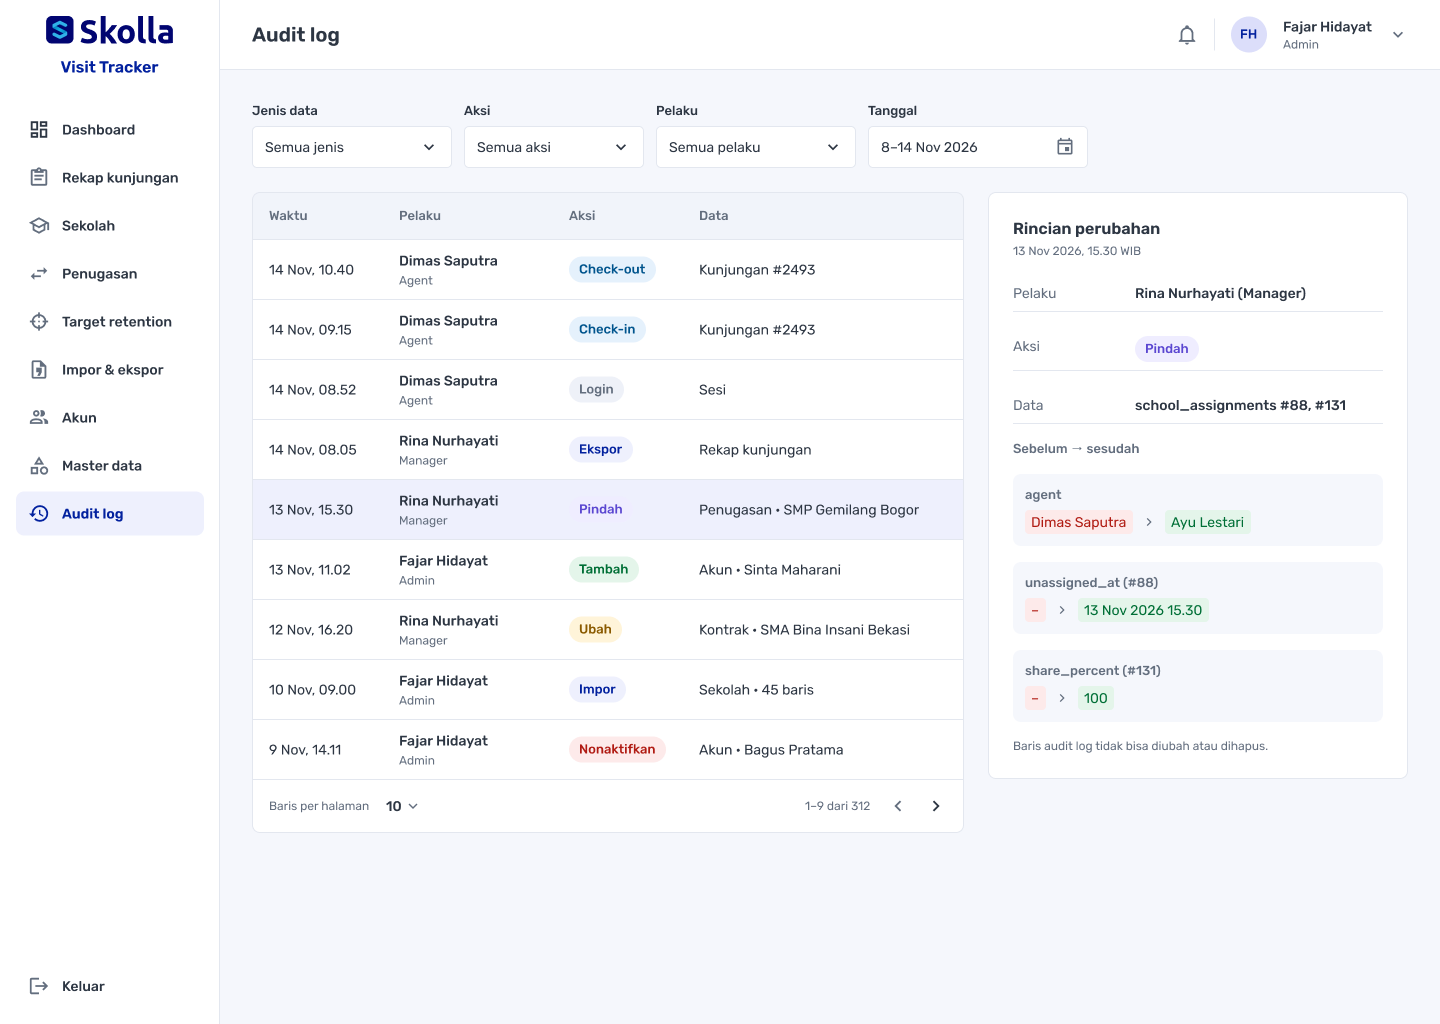 Skolla
Visit Tracker
Dashboard
Rekap kunjungan
Sekolah
Penugasan
Target retention
Impor & ekspor
Akun
Master data
Audit log
Keluar
Audit log
FH
Fajar Hidayat
Admin
Jenis data
Aksi
Pelaku
Tanggal
Semua jenis
Semua aksi
Semua pelaku
8–14 Nov 2026
Waktu Pelaku Aksi Data
14 Nov, 10.40 Dimas Saputra Check-out Kunjungan #2493
Agent
14 Nov, 09.15 Dimas Saputra Check-in Kunjungan #2493
Agent
14 Nov, 08.52 Dimas Saputra Login Sesi
Agent
14 Nov, 08.05 Rina Nurhayati Ekspor Rekap kunjungan
Manager
13 Nov, 15.30 Rina Nurhayati Pindah Penugasan • SMP Gemilang Bogor
Manager
13 Nov, 11.02 Fajar Hidayat Tambah Akun • Sinta Maharani
Admin
12 Nov, 16.20 Rina Nurhayati Ubah Kontrak • SMA Bina Insani Bekasi
Manager
10 Nov, 09.00 Fajar Hidayat Impor Sekolah • 45 baris
Admin
9 Nov, 14.11 Fajar Hidayat Nonaktifkan Akun • Bagus Pratama
Admin
Baris per halaman 10 1–9 dari 312
Rincian perubahan
13 Nov 2026, 15.30 WIB
Pelaku Rina Nurhayati (Manager)
Aksi Pindah
Data school_assignments #88, #131
Sebelum → sesudah
agent
Dimas Saputra Ayu Lestari
unassigned_at (#88)
– 13 Nov 2026 15.30
share_percent (#131)
– 100
Baris audit log tidak bisa diubah atau dihapus.